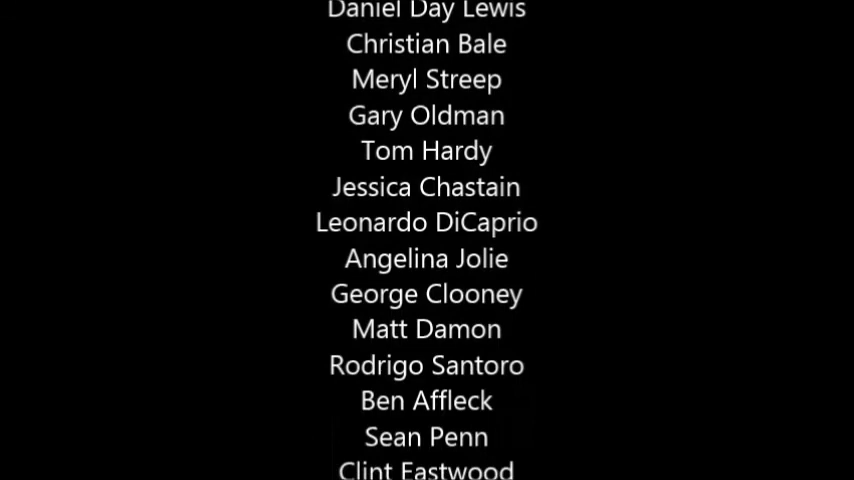 Daniel Day Lewis
Christian Bale
Meryl Streep
Gary Oldman
Tom Hardy
Jessica Chastain
Leonardo DiCaprio
Angelina Jolie
George Clooney
Matt Damon
Rodrigo Santoro
Ben Affleck
Sean Penn
Clint Eastwood